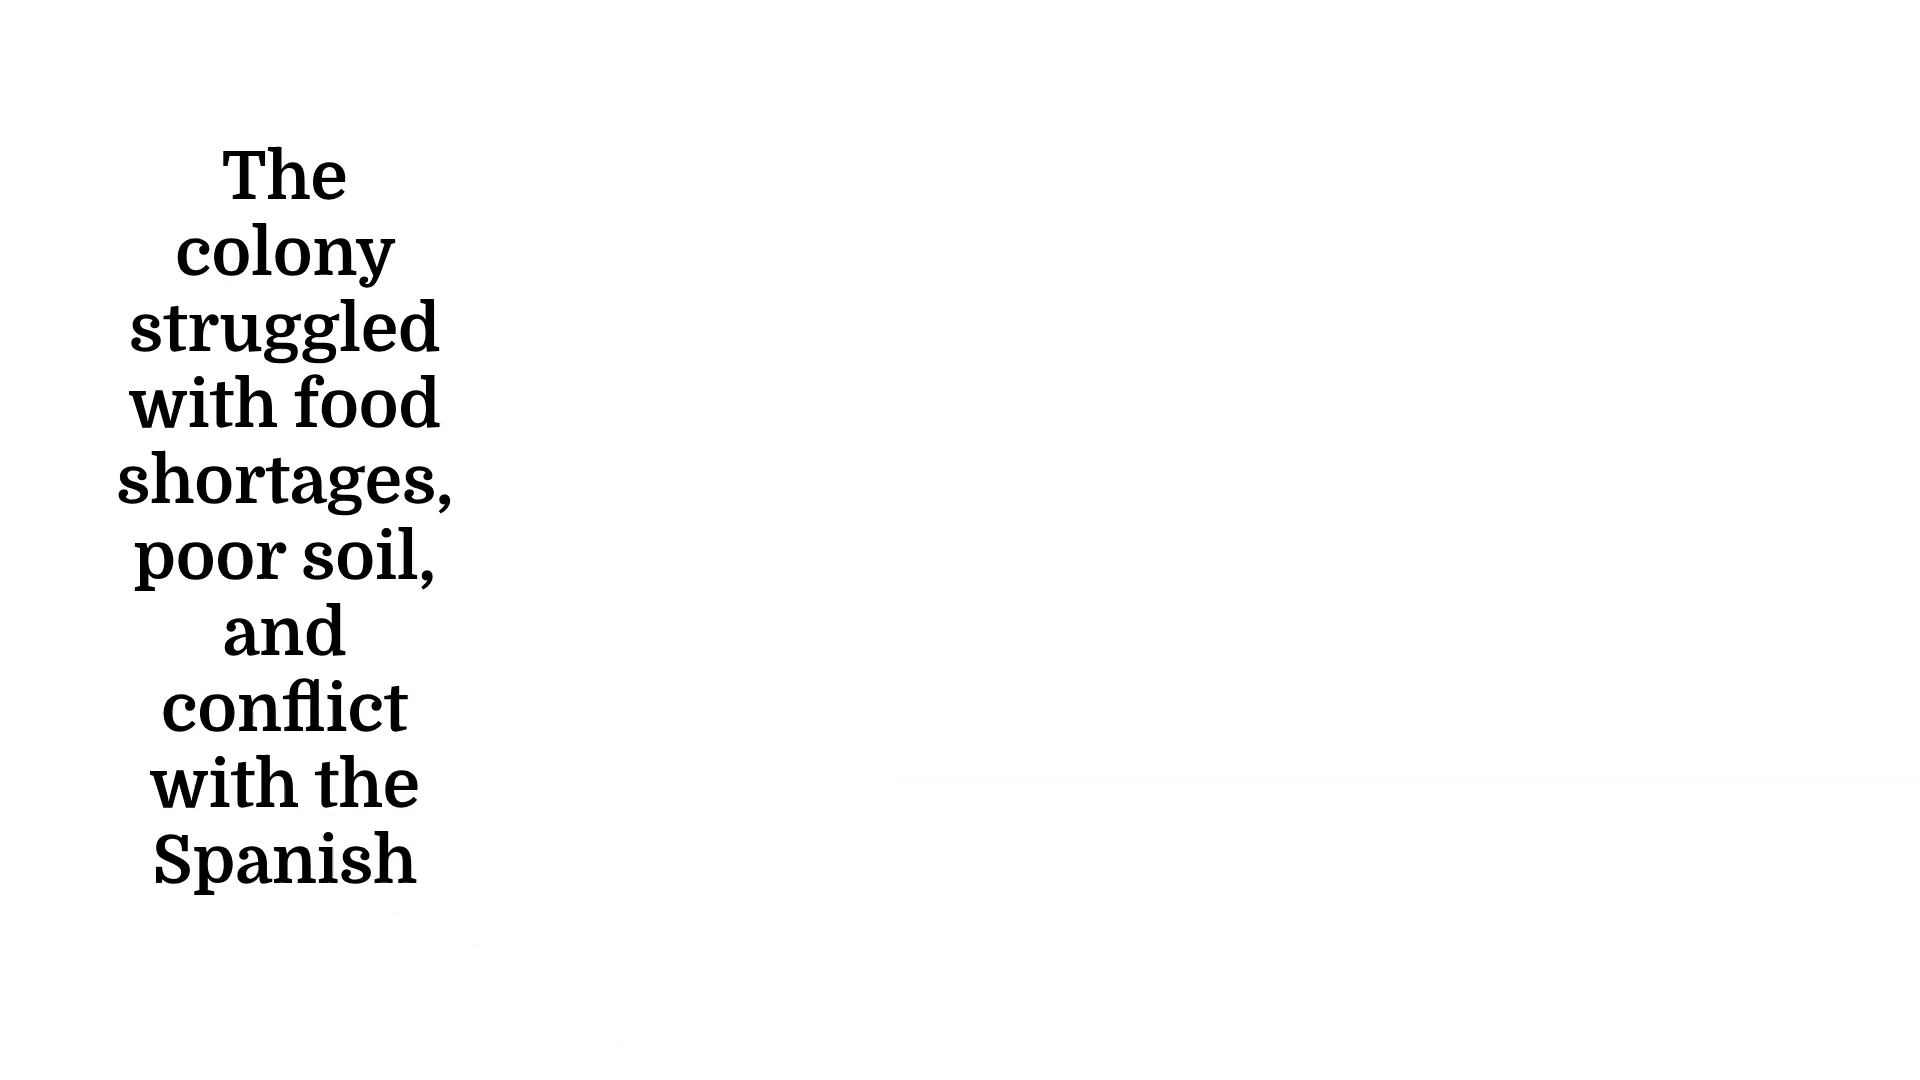 The
colony
struggled
with food
shortages,
poor soil,
and
conflict
with the
Spanish